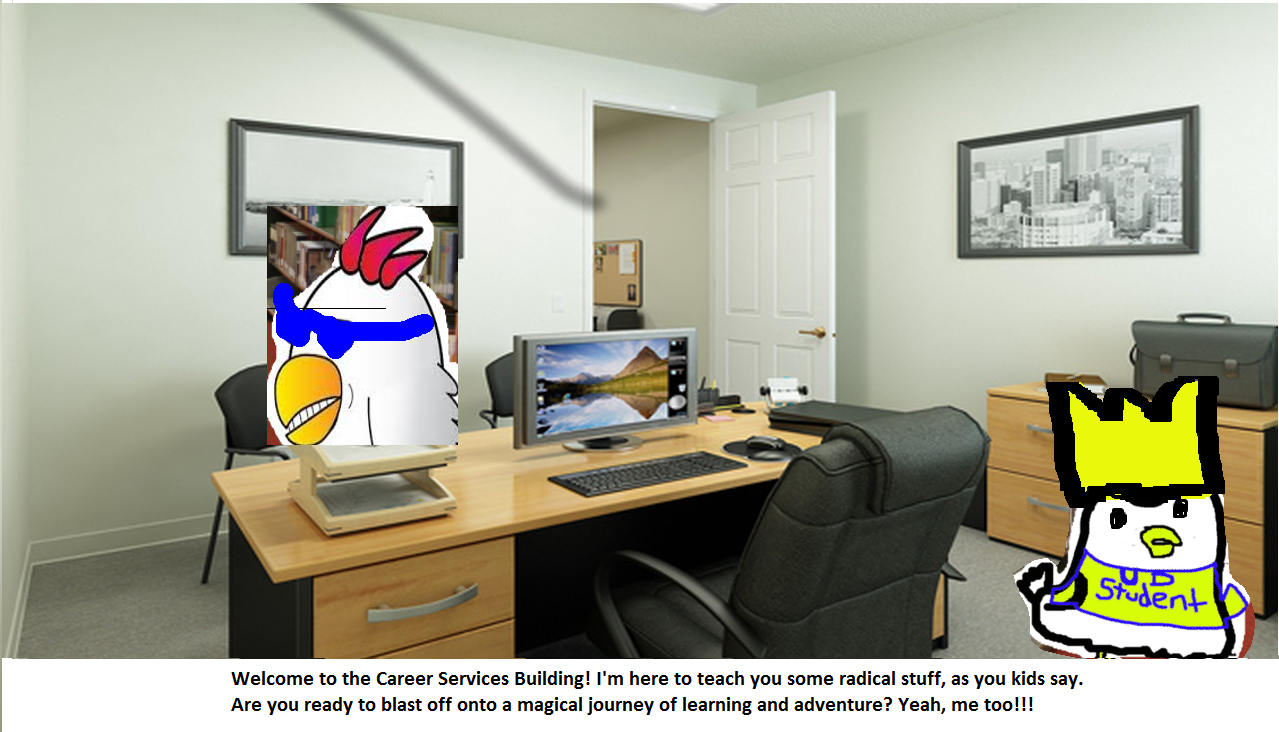 UB
Student
Welcome to the Career Services Building! I'm here to teach you some radical stuff, as you kids say.
Are you ready to blast off onto a magical journey of learning and adventure? Yeah, me too!!!